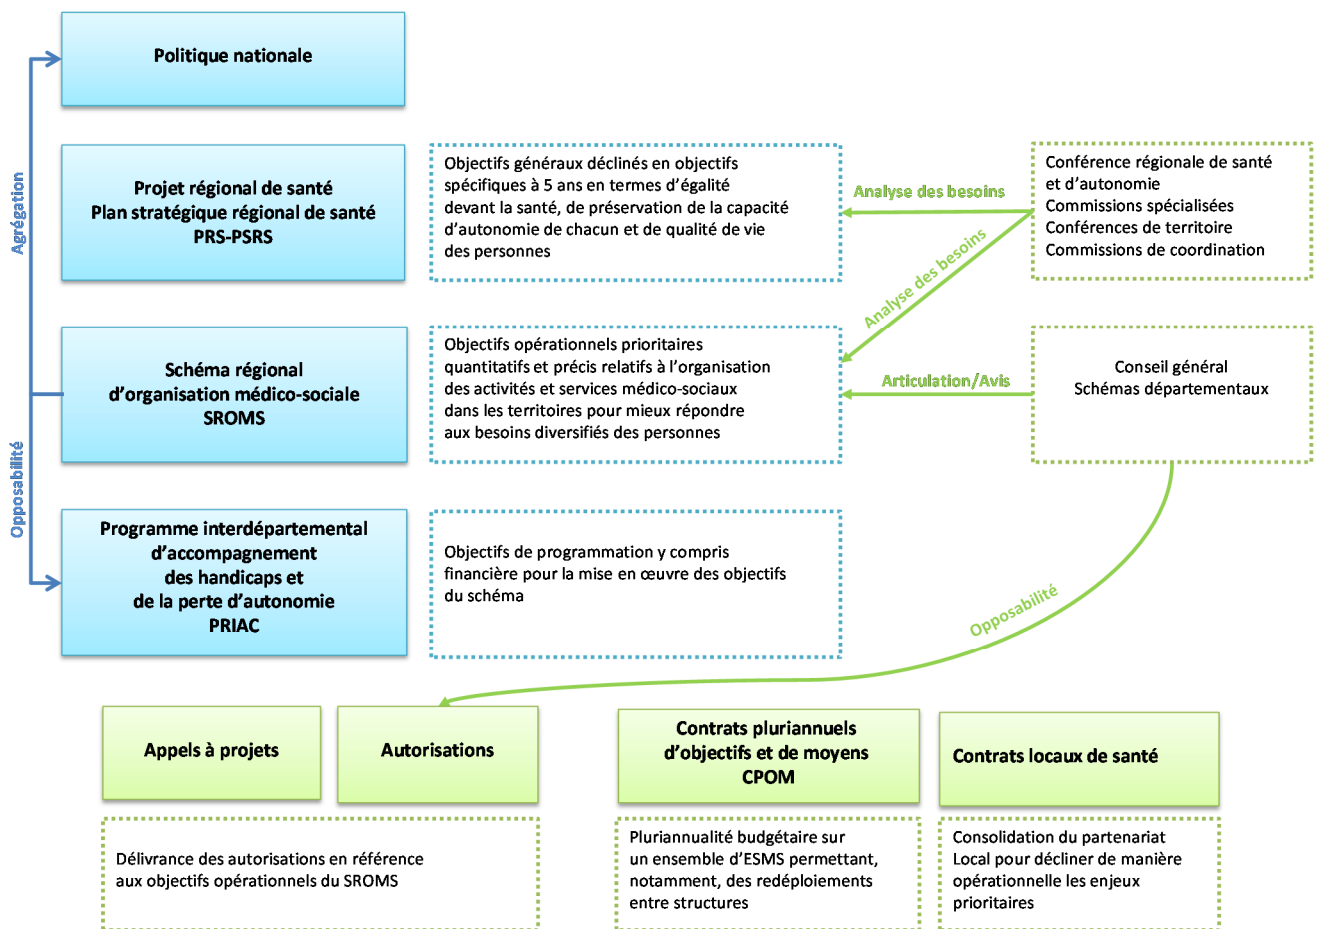 Politique nationale
Agrégation
Projet régional de santé
Plan stratégique régional de santé
PRS-PSRS
Objectifs généraux déclinés en objectifs
spécifiques à 5 ans en termes d’égalité
devant la santé, de préservation de la capacité
d’autonomie de chacun et de qualité de vie
des personnes
Analyse des besoins
Analyse des besoins
Conférence régionale de santé
et d’autonomie
Commissions spécialisées
Conférences de territoire
Commissions de coordination
Schéma régional
d’organisation médico-sociale
SROMS
Objectifs opérationnels prioritaires
quantitatifs et précis relatifs à l’organisation
des activités et services médico-sociaux
dans les territoires pour mieux répondre
aux besoins diversifiés des personnes
Articulation/Avis
Conseil général
Schémas départementaux
Opposabilité
Programme interdépartemental
d’accompagnement
des handicaps et
de la perte d’autonomie
PRIAC
Objectifs de programmation y compris
financière pour la mise en œuvre des objectifs
du schéma
Opposabilité
Appels à projets
Autorisations
Contrats pluriannuels
d’objectifs et de moyens
CPOM
Contrats locaux de santé
Délivrance des autorisations en référence
aux objectifs opérationnels du SROMS
Pluriannualité budgétaire sur
un ensemble d’ESMS permettant,
notamment, des redéploiements
entre structures
Consolidation du partenariat
Local pour décliner de manière
opérationnelle les enjeux
prioritaires